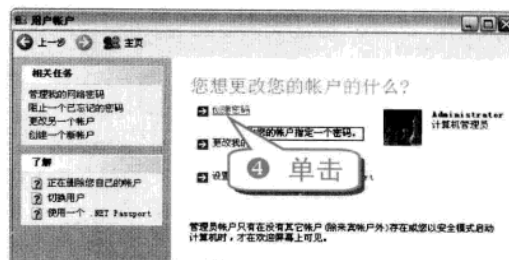 用户帐户
上一步 主页
相关任务
管理我的网络密码
阻止一个已忘记的密码
更改另一个帐户
创建一个新帐户
了解
正在删除您自己的帐户
切换用户
使用一个 .NET Passport
您想更改您的帐户的什么?
创建密码
您的帐户指定一个密码。
更改我的
设置
4 单击
Administrator
计算机管理员
管理员帐户只有在没有其它帐户(除来宾帐户外)存在或您以安全模式启动
计算机时,才在欢迎屏幕上可见。